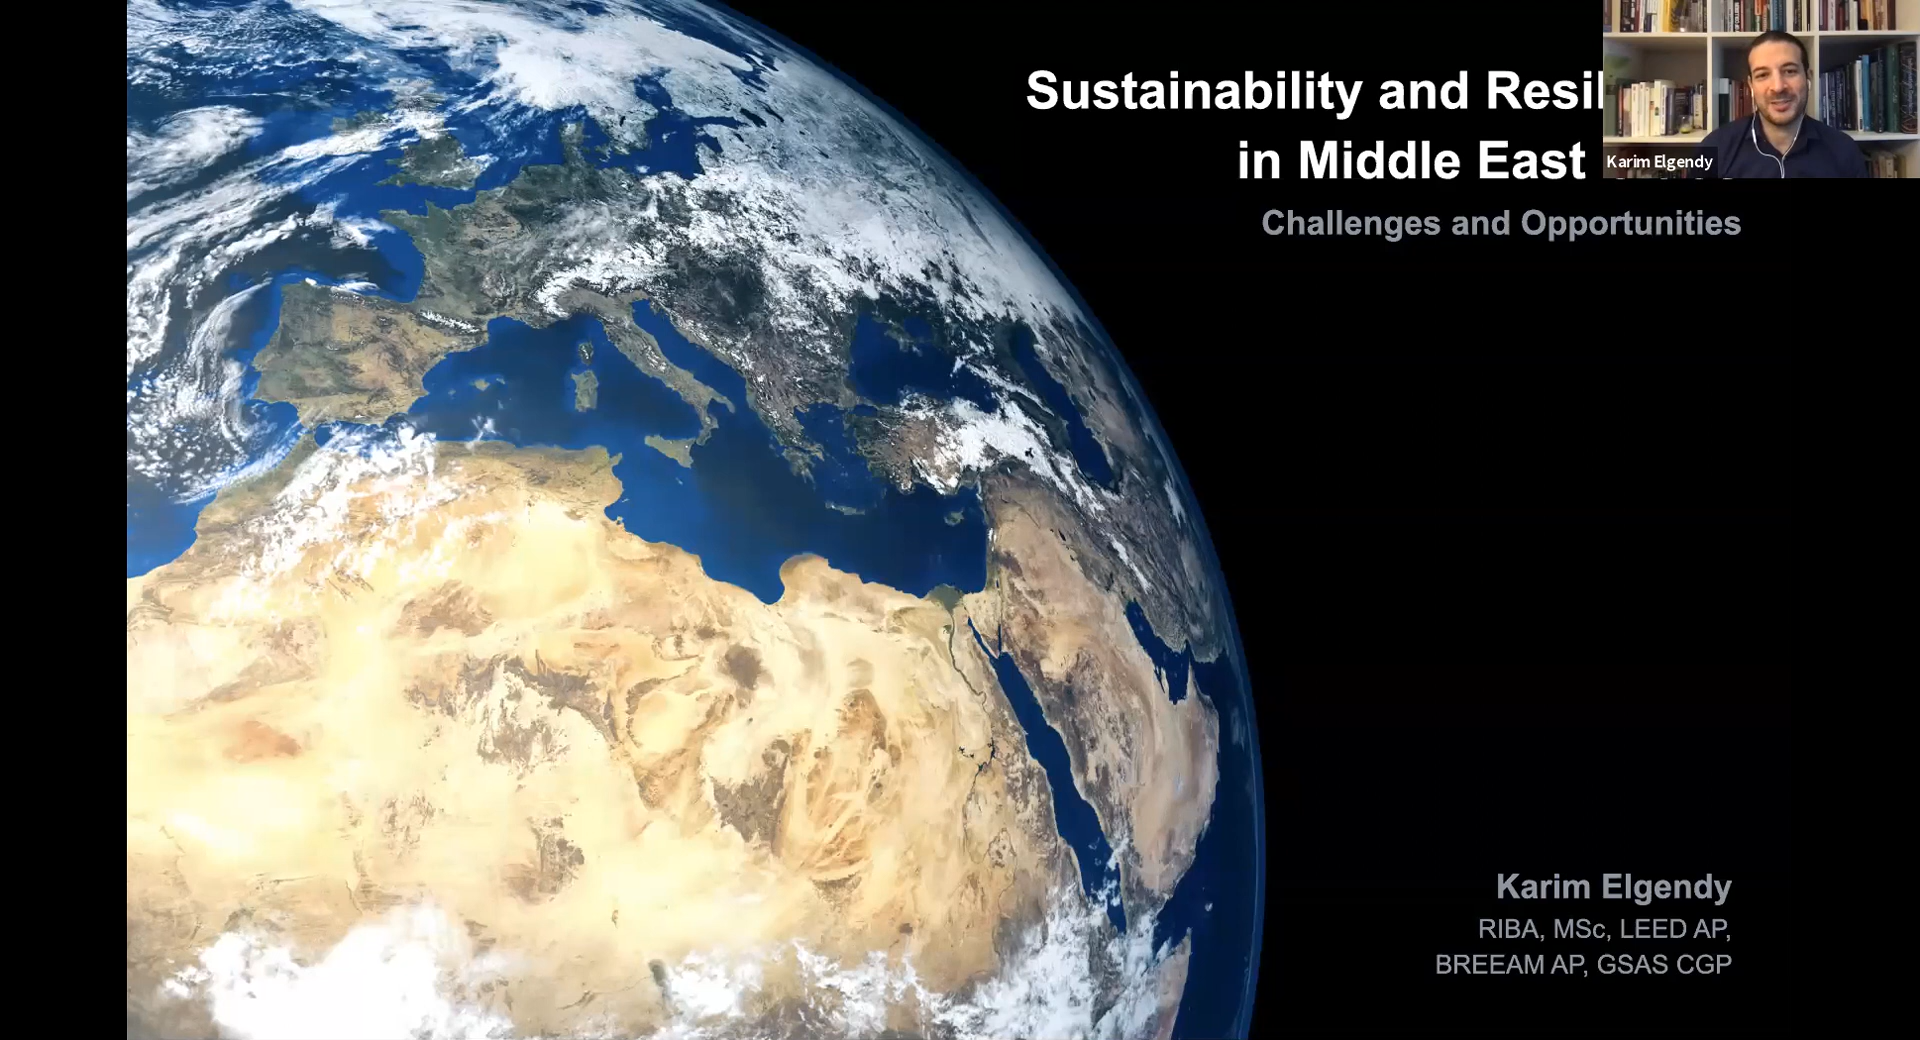 Sustainability and Resil
in Middle East
Karim Elgendy
Challenges and Opportunities
Karim Elgendy
RIBA, MSc, LEED AP,
BREEAM AP, GSAS CGP